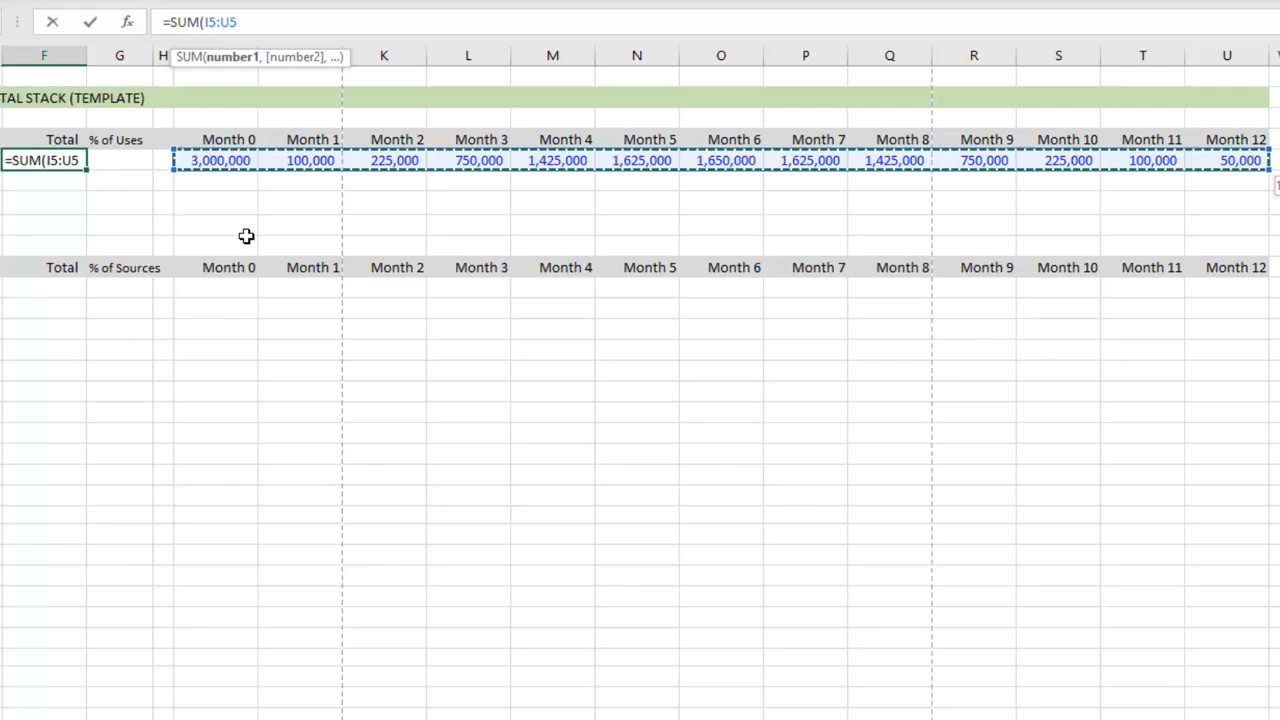 =SUM(I5:U5
F G H SUM(number1, [number2], ...) K L M N O P Q R S T U
TAL STACK (TEMPLATE)
Total % of Uses Month 0 Month 1 Month 2 Month 3 Month 4 Month 5 Month 6 Month 7 Month 8 Month 9 Month 10 Month 11 Month 12
=SUM(I5:U5 3,000,000 100,000 225,000 750,000 1,425,000 1,625,000 1,650,000 1,625,000 1,425,000 750,000 225,000 100,000 50,000
Total % of Sources Month 0 Month 1 Month 2 Month 3 Month 4 Month 5 Month 6 Month 7 Month 8 Month 9 Month 10 Month 11 Month 12